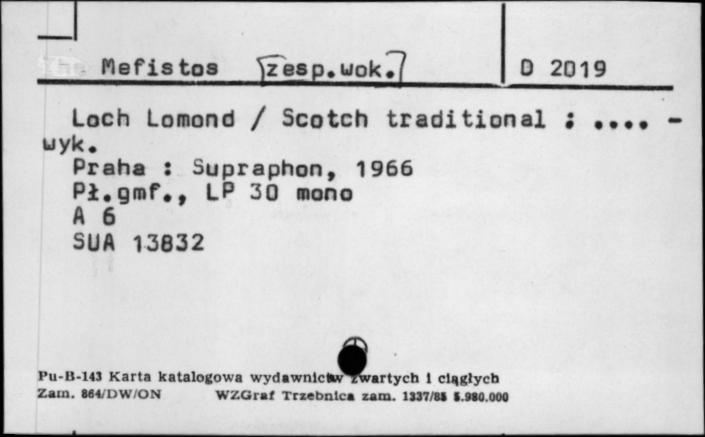 Mefistos [zesp.wok.] D 2019
Loch Lomond / Scotch traditional : .... -
wyk.
Praha : Supraphon, 1966
Pł.gmf., LP 30 mono
A 6
SUA 13832
Pu-B-143 Karta katalogowa wydawnictw zwartych i ciągłych
Zam. 864/DW/ON WZGraf Trzebnica zam. 1337/85 5.980.000